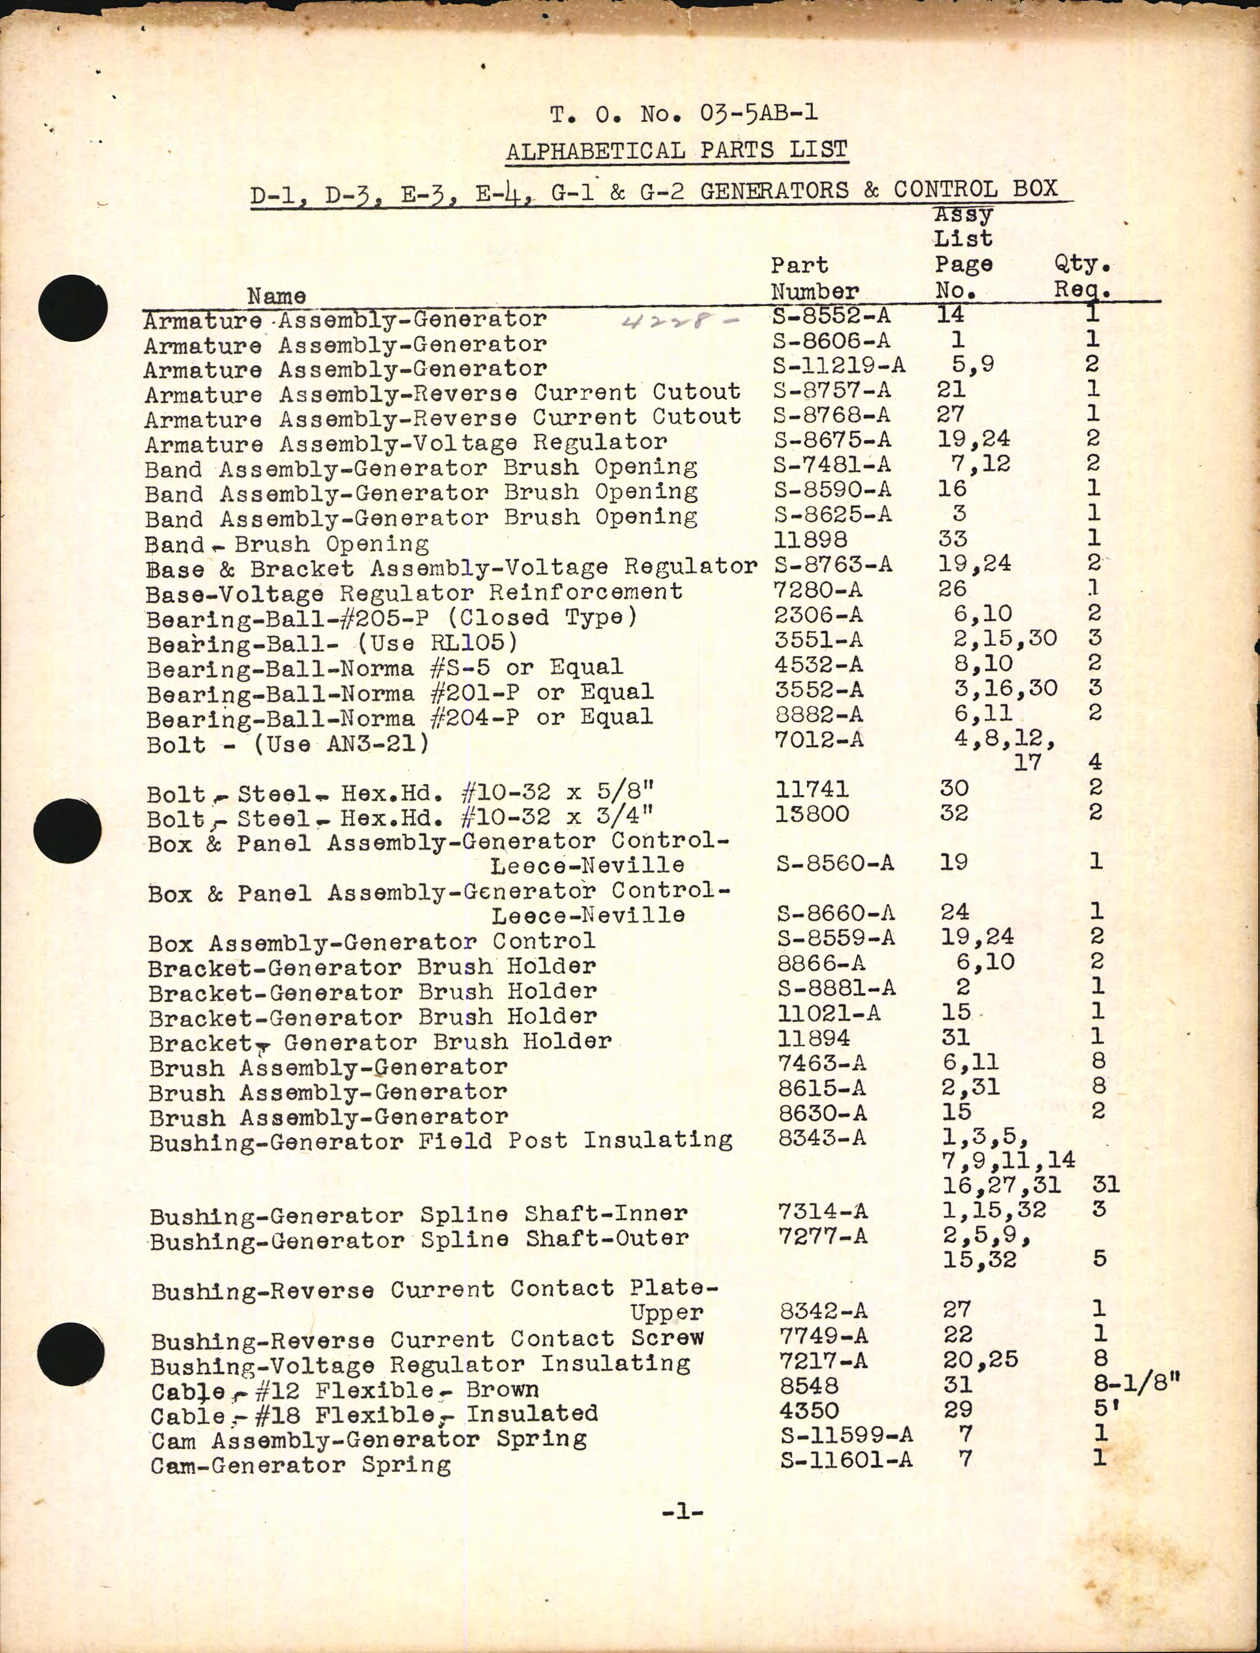 T. O. No. 03-5AB-1
ALPHABETICAL PARTS LIST
D-1, D-3, E-3, E-4, G-1 & G-2 GENERATORS & CONTROL BOX
Assy
List
Part Page Qty.
Name Number No. Req.
Armature Assembly-Generator 4228- S-8552-A 14 1
Armature Assembly-Generator S-8606-A 1 1
Armature Assembly-Generator S-11219-A 5,9 2
Armature Assembly-Reverse Current Cutout S-8757-A 21 1
Armature Assembly-Reverse Current Cutout S-8768-A 27 1
Armature Assembly-Voltage Regulator S-8675-A 19,24 2
Band Assembly-Generator Brush Opening S-7481-A 7,12 2
Band Assembly-Generator Brush Opening S-8590-A 16 1
Band Assembly-Generator Brush Opening S-8625-A 3 1
Band - Brush Opening 11898 33 1
Base & Bracket Assembly-Voltage Regulator S-8763-A 19,24 2
Base-Voltage Regulator Reinforcement 7280-A 26 1
Bearing-Ball-#205-P (Closed Type) 2306-A 6,10 2
Bearing-Ball- (Use RL105) 3551-A 2,15,30 3
Bearing-Ball-Norma #S-5 or Equal 4532-A 8,10 2
Bearing-Ball-Norma #201-P or Equal 3552-A 3,16,30 3
Bearing-Ball-Norma #204-P or Equal 8882-A 6,11 2
Bolt - (Use AN3-21) 7012-A 4,8,12,
17 4
Bolt - Steel- Hex.Hd. #10-32 x 5/8" 11741 30 2
Bolt - Steel - Hex.Hd. #10-32 x 3/4" 13800 32 2
Box & Panel Assembly-Generator Control-
Leece-Neville S-8560-A 19 1
Box & Panel Assembly-Generator Control-
Leece-Neville S-8660-A 24 1
Box Assembly-Generator Control S-8559-A 19,24 2
Bracket-Generator Brush Holder 8866-A 6,10 2
Bracket-Generator Brush Holder S-8881-A 2 1
Bracket-Generator Brush Holder 11021-A 15 1
Bracket- Generator Brush Holder 11894 31 1
Brush Assembly-Generator 7463-A 6,11 8
Brush Assembly-Generator 8615-A 2,31 8
Brush Assembly-Generator 8630-A 15 2
Bushing-Generator Field Post Insulating 8343-A 1,3,5,
7,9,11,14
16,27,31 31
Bushing-Generator Spline Shaft-Inner 7314-A 1,15,32 3
Bushing-Generator Spline Shaft-Outer 7277-A 2,5,9,
15,32 5
Bushing-Reverse Current Contact Plate-
Upper 8342-A 27 1
Bushing-Reverse Current Contact Screw 7749-A 22 1
Bushing-Voltage Regulator Insulating 7217-A 20,25 8
Cable - #12 Flexible - Brown 8548 31 8-1/8"
Cable - #18 Flexible - Insulated 4350 29 5'
Cam Assembly-Generator Spring S-11599-A 7 1
Cam-Generator Spring S-11601-A 7 1
-1-